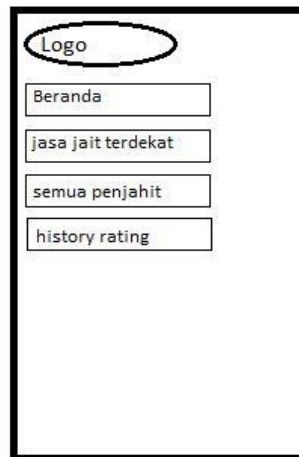 Logo
Beranda
jasa jait terdekat
semua penjahit
history rating